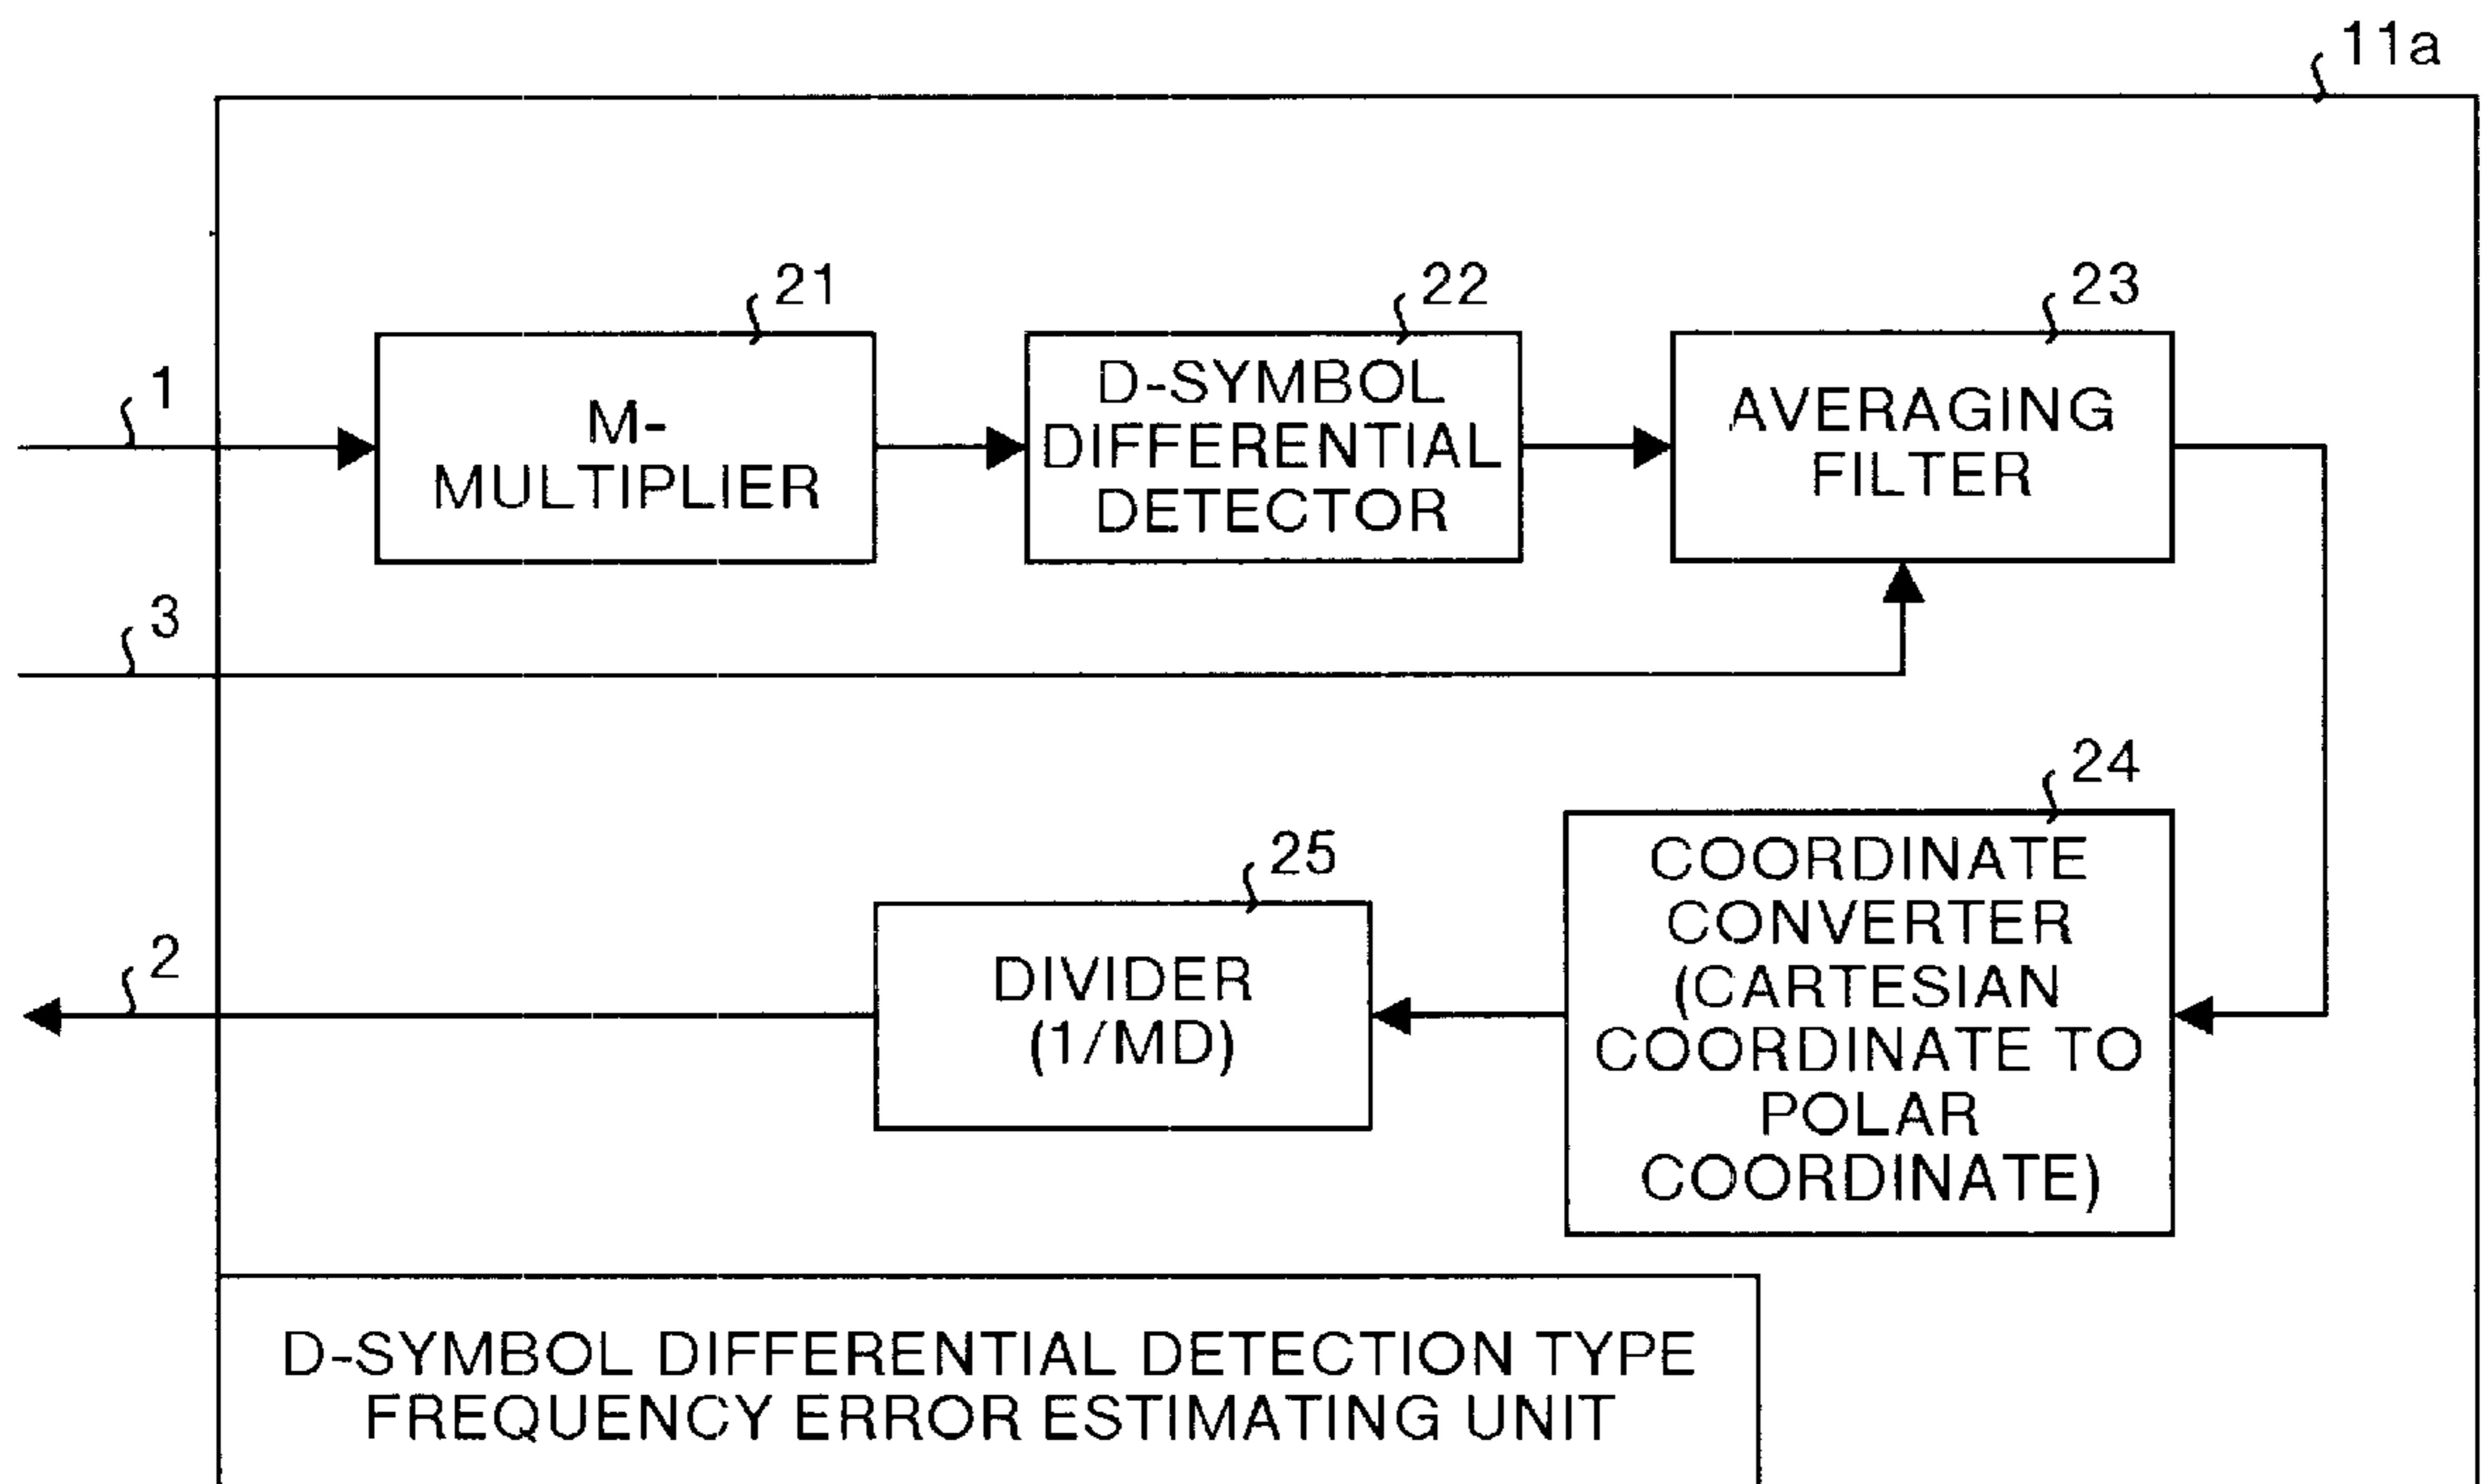 11a
21
22
23
1
M-
MULTIPLIER
D-SYMBOL
DIFFERENTIAL
DETECTOR
AVERAGING
FILTER
3
24
25
2
DIVIDER
(1/MD)
COORDINATE
CONVERTER
(CARTESIAN
COORDINATE TO
POLAR
COORDINATE)
D-SYMBOL DIFFERENTIAL DETECTION TYPE
FREQUENCY ERROR ESTIMATING UNIT